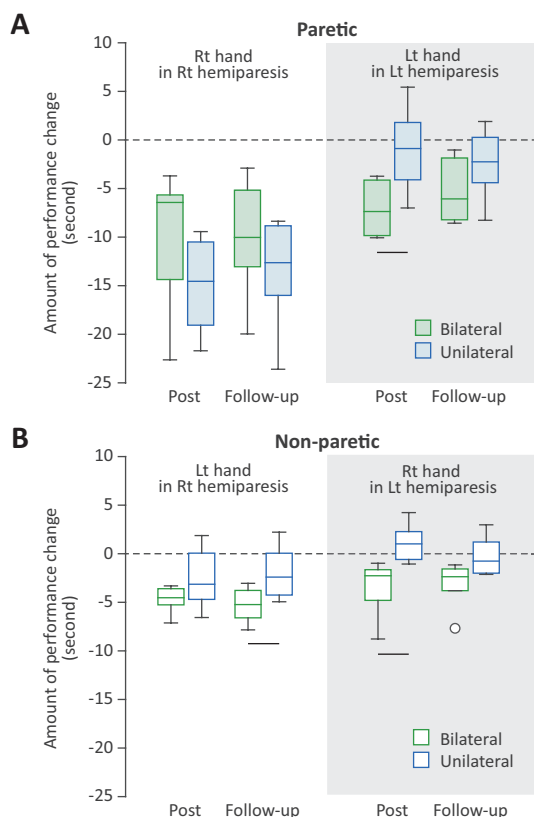 A
Paretic
Rt hand
in Rt hemiparesis
Lt hand
in Lt hemiparesis
10
5
0
-5
-10
-15
-20
-25
Amount of performance change
(second)
Bilateral
Unilateral
Post
Follow-up
Post
Follow-up
B
Non-paretic
Lt hand
in Rt hemiparesis
Rt hand
in Lt hemiparesis
10
5
0
-5
-10
-15
-20
-25
Amount of performance change
(second)
Bilateral
Unilateral
Post
Follow-up
Post
Follow-up